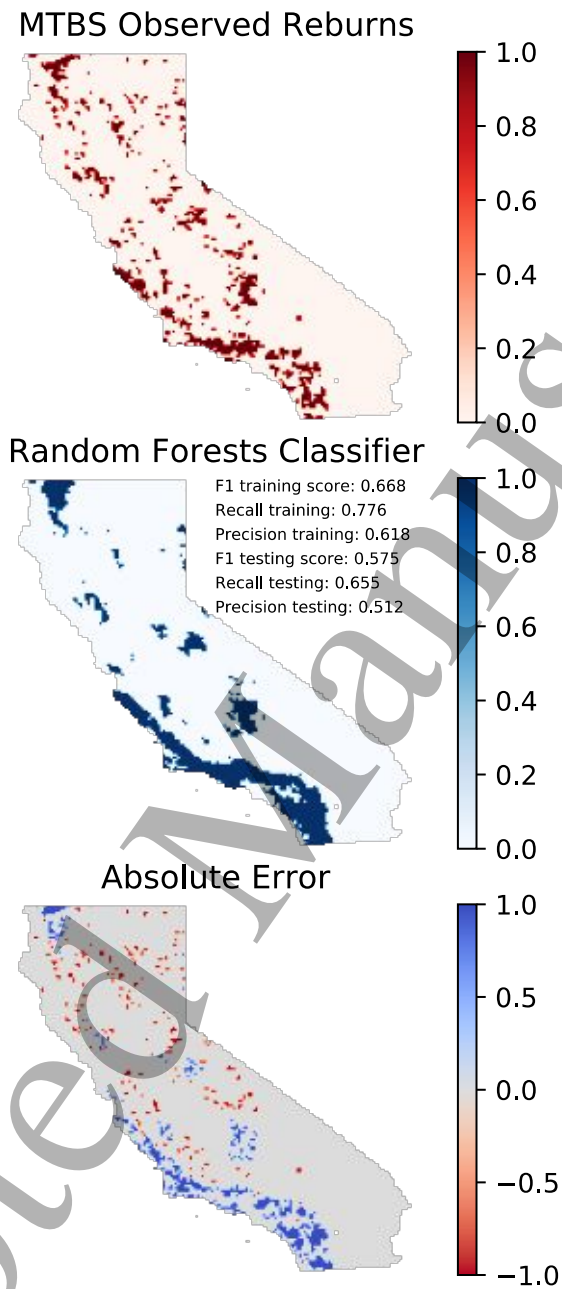 MTBS Observed Reburns
1.0
0.8
0.6
0.4
0.2
0.0
Random Forests Classifier
F1 training score: 0.668
Recall training: 0.776
Precision training: 0.618
F1 testing score: 0.575
Recall testing: 0.655
Precision testing: 0.512
1.0
0.8
0.6
0.4
0.2
0.0
Absolute Error
1.0
0.5
0.0
−0.5
−1.0
pted Manus